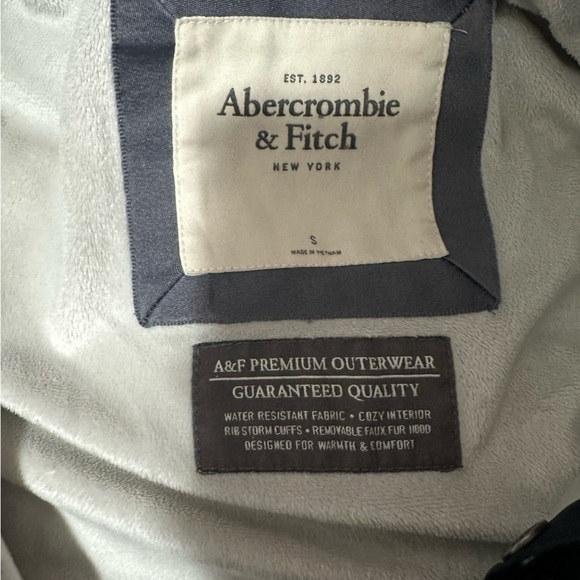 EST. 1892
Abercrombie
& Fitch
NEW YORK
S
MADE IN VIETNAM
A&F PREMIUM OUTERWEAR
GUARANTEED QUALITY
WATER RESISTANT FABRIC • COZY INTERIOR
RIB STORM CUFFS • REMOVABLE FAUX FUR HOOD
DESIGNED FOR WARMTH & COMFORT